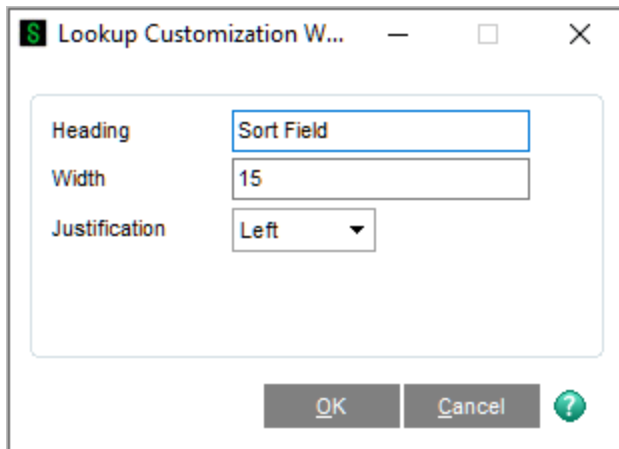 S Lookup Customization W...
Heading Sort Field
Width 15
Justification Left
OK Cancel ?